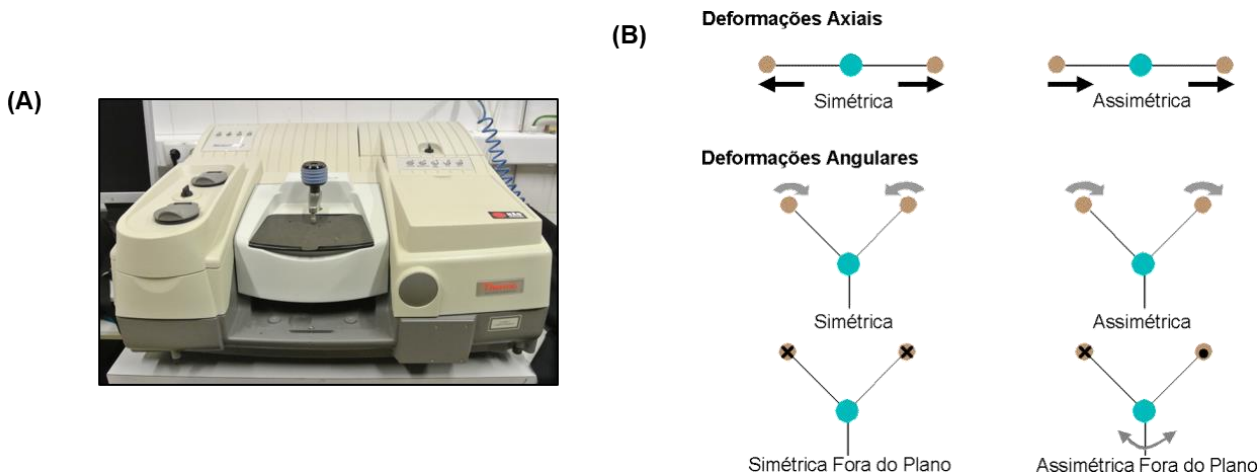 (A)
(B)
Deformações Axiais
Simétrica
Assimétrica
Deformações Angulares
Simétrica
Assimétrica
Simétrica Fora do Plano
Assimétrica Fora do Plano